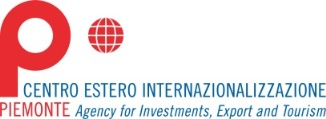 CENTRO ESTERO INTERNAZIONALIZZAZIONE
PIEMONTE Agency for Investments, Export and Tourism